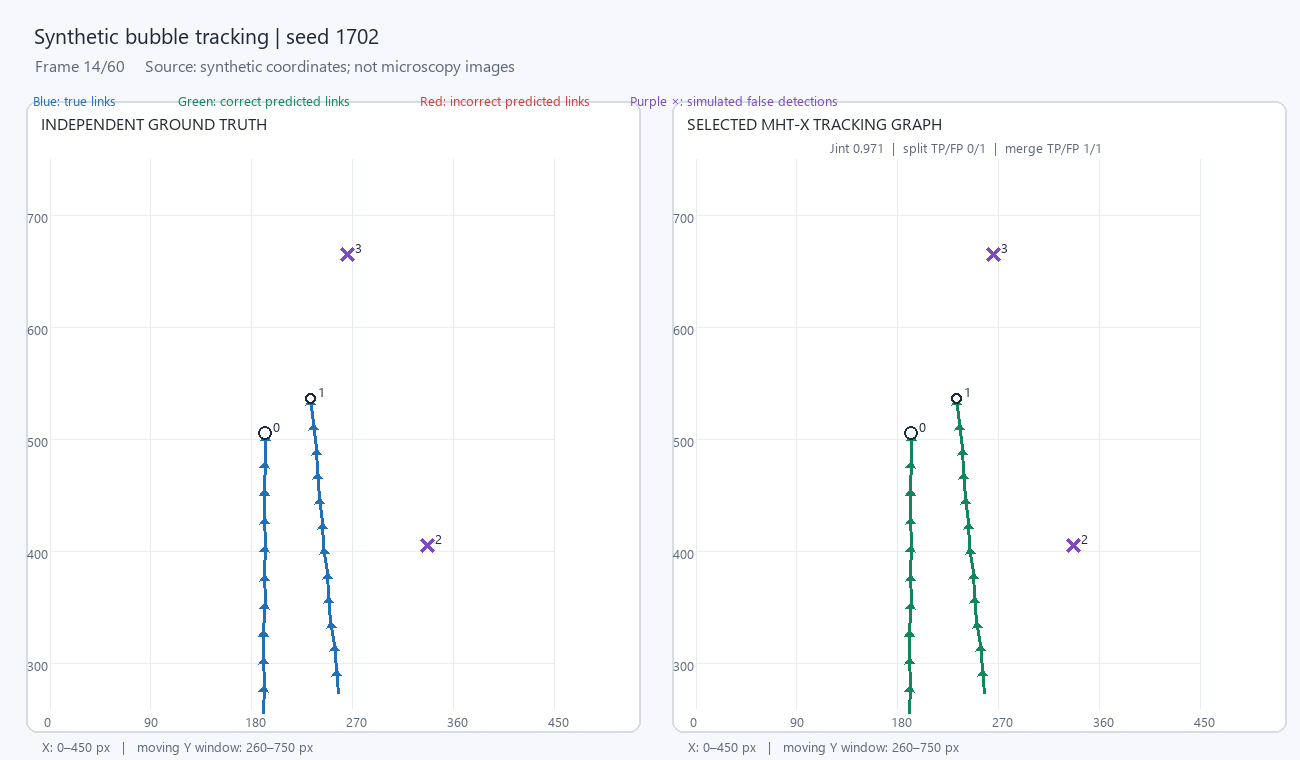 Synthetic bubble tracking | seed 1702
Frame 14/60 Source: synthetic coordinates; not microscopy images
Blue: true links Green: correct predicted links Red: incorrect predicted links Purple ×: simulated false detections
INDEPENDENT GROUND TRUTH
700
600
500
400
300
3
1
0
2
0 90 180 270 360 450
X: 0–450 px | moving Y window: 260–750 px
SELECTED MHT-X TRACKING GRAPH
Jint 0.971 | split TP/FP 0/1 | merge TP/FP 1/1
700
600
500
400
300
3
1
0
2
0 90 180 270 360 450
X: 0–450 px | moving Y window: 260–750 px